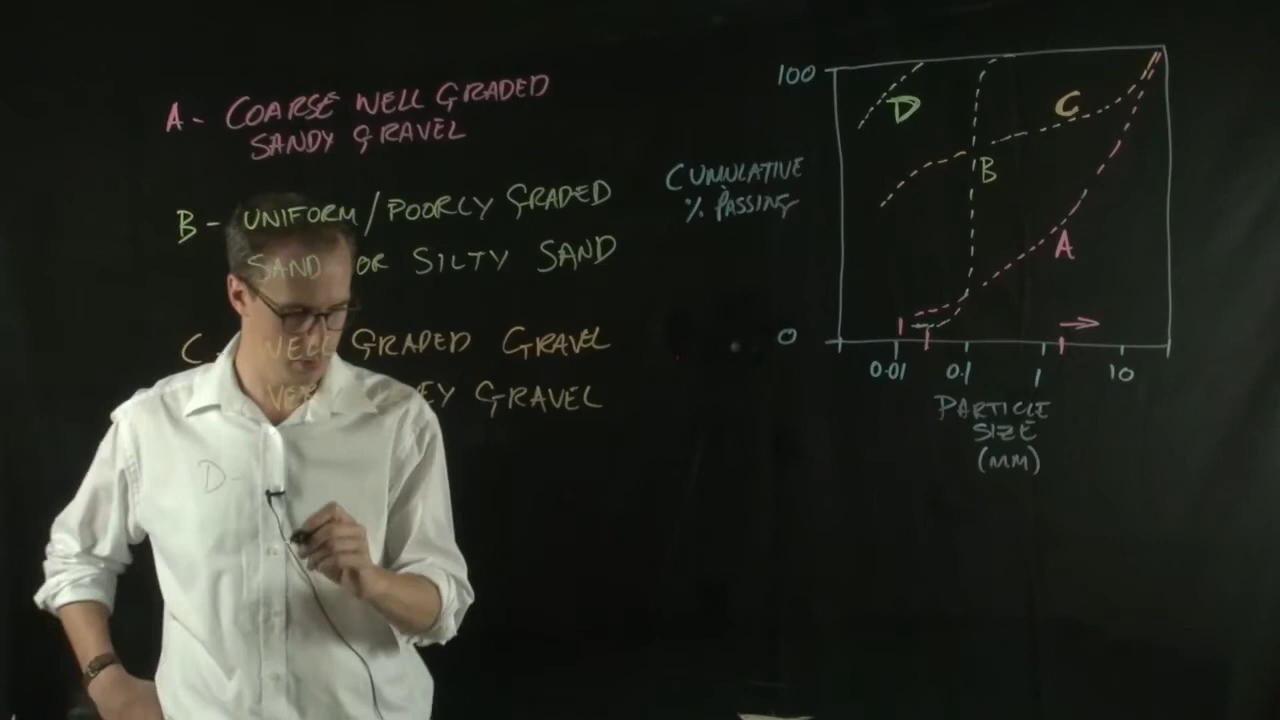 A - COARSE WELL GRADED
SANDY GRAVEL
B - UNIFORM / POORLY GRADED
SAND OR SILTY SAND
C - WELL GRADED GRAVEL
GRAVEL
D -
100
CUMULATIVE
% PASSING
0
D
C
B
A
0.01 0.1 1 10
PARTICLE
SIZE
(MM)